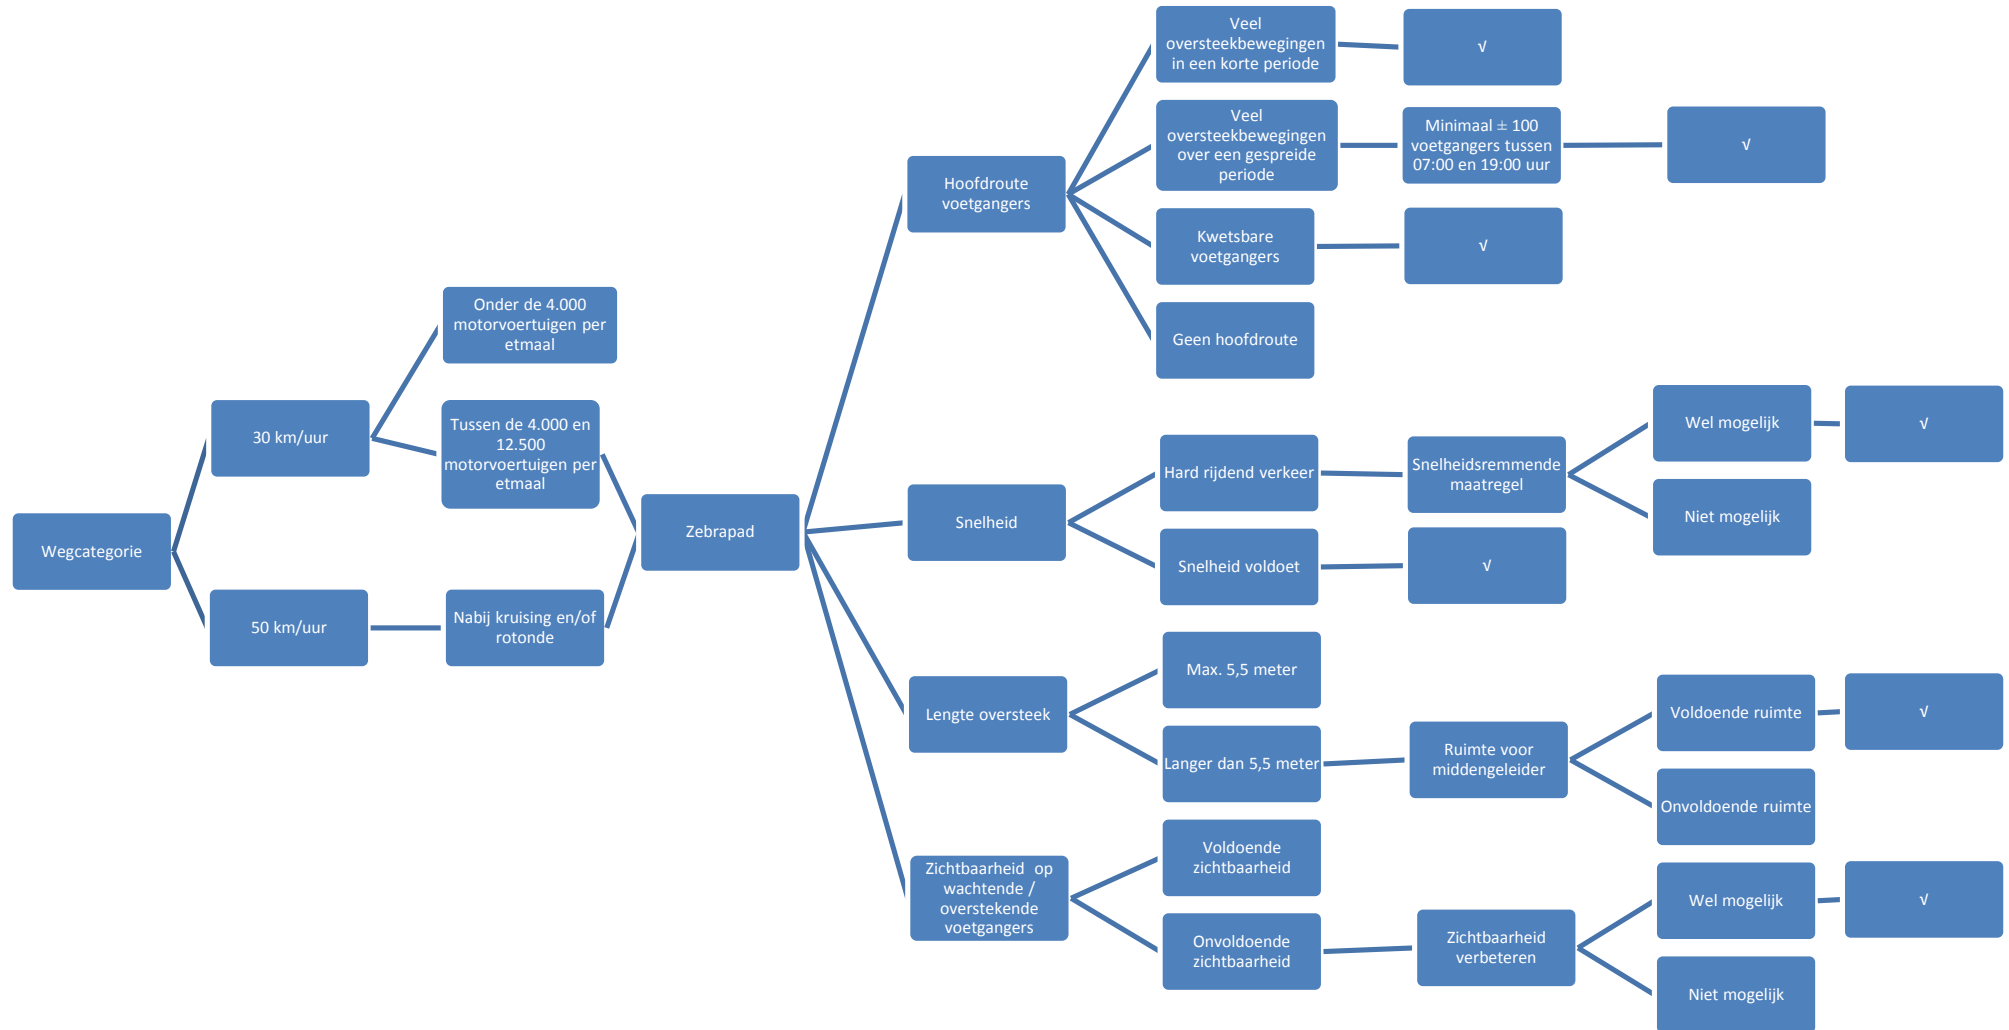 Wegcategorie
30 km/uur
50 km/uur
Onder de 4.000
motorvoertuigen per
etmaal
Tussen de 4.000 en
12.500
motorvoertuigen per
etmaal
Nabij kruising en/of
rotonde
Zebrapad
Hoofdroute
voetgangers
Veel
oversteekbewegingen
in een korte periode
√
Veel
oversteekbewegingen
over een gespreide
periode
Minimaal ± 100
voetgangers tussen
07:00 en 19:00 uur
√
Kwetsbare
voetgangers
√
Geen hoofdroute
Snelheid
Hard rijdend verkeer
Snelheidsremmende
maatregel
Wel mogelijk
√
Niet mogelijk
Snelheid voldoet
√
Lengte oversteek
Max. 5,5 meter
Langer dan 5,5 meter
Ruimte voor
middengeleider
Voldoende ruimte
√
Onvoldoende ruimte
Zichtbaarheid op
wachtende /
overstekende
voetgangers
Voldoende
zichtbaarheid
Onvoldoende
zichtbaarheid
Zichtbaarheid
verbeteren
Wel mogelijk
√
Niet mogelijk